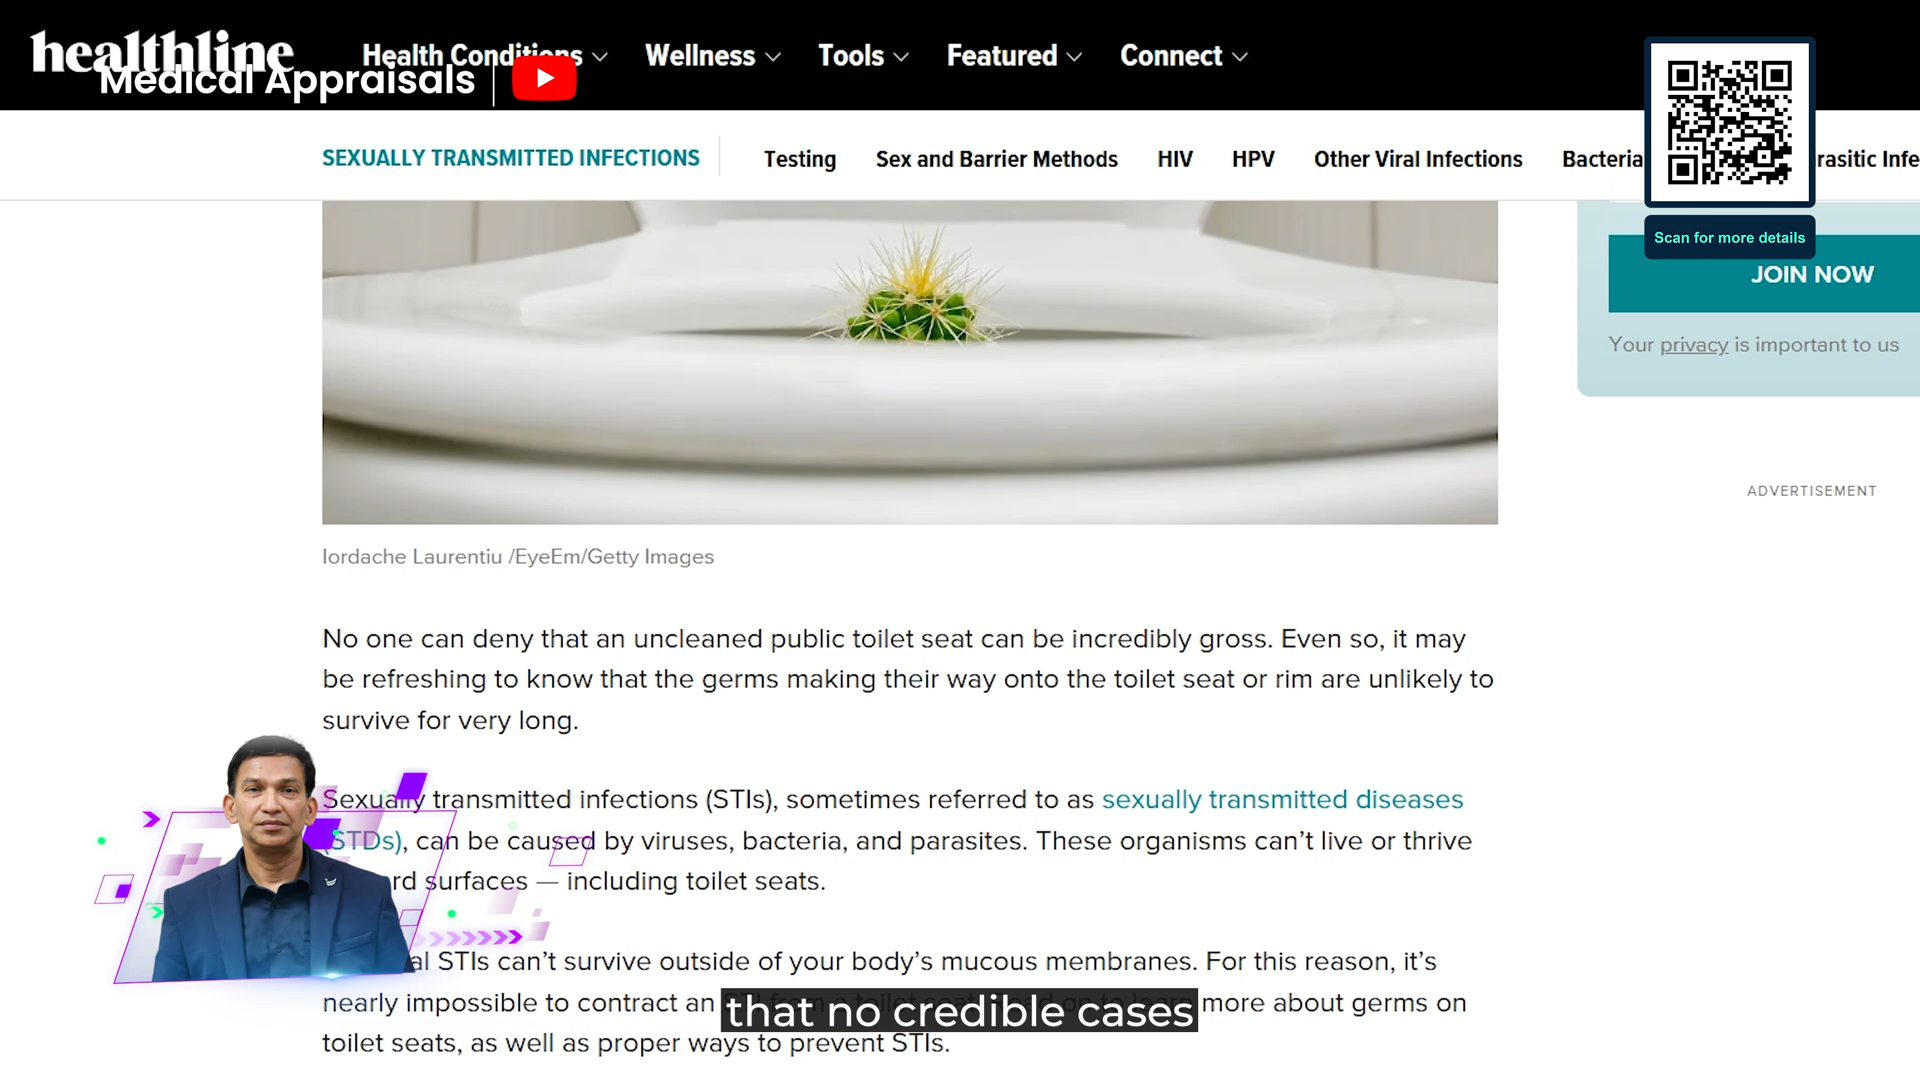 healthline
Health Conditions Wellness Tools Featured Connect
Medical Appraisals
SEXUALLY TRANSMITTED INFECTIONS Testing Sex and Barrier Methods HIV HPV Other Viral Infections Bacteria rasitic Infe
Scan for more details
JOIN NOW
Your privacy is important to us
ADVERTISEMENT
Iordache Laurentiu /EyeEm/Getty Images
No one can deny that an uncleaned public toilet seat can be incredibly gross. Even so, it may
be refreshing to know that the germs making their way onto the toilet seat or rim are unlikely to
survive for very long.
Sexually transmitted infections (STIs), sometimes referred to as sexually transmitted diseases
(STDs), can be caused by viruses, bacteria, and parasites. These organisms can't live or thrive
rd surfaces — including toilet seats.
al STIs can't survive outside of your body's mucous membranes. For this reason, it's
nearly impossible to contract an more about germs on
that no credible cases
toilet seats, as well as proper ways to prevent STIs.